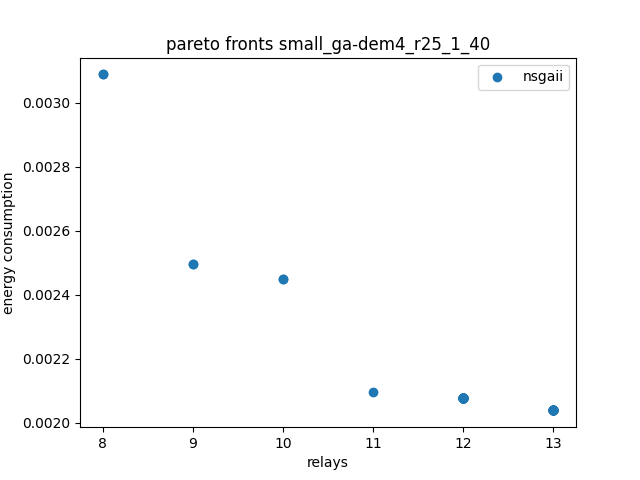 pareto fronts small_ga-dem4_r25_1_40
nsgaii
0.0030
0.0028
0.0026
0.0024
0.0022
0.0020
energy consumption
8 9 10 11 12 13
relays